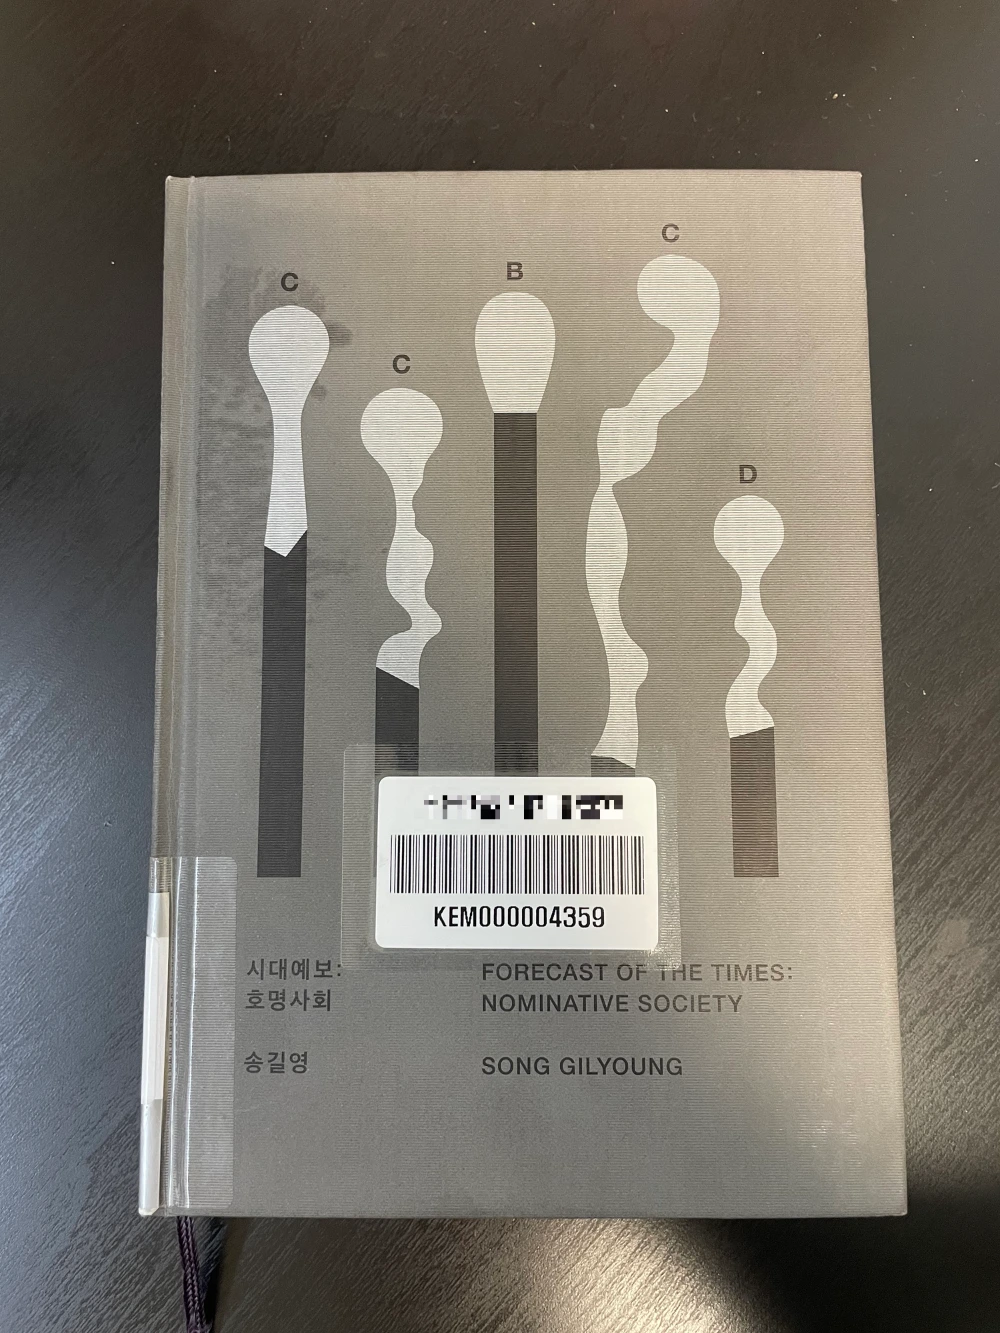 C
B
C
C
D
KEM000004359
시대예보:
호명사회
송길영
FORECAST OF THE TIMES:
NOMINATIVE SOCIETY
SONG GILYOUNG